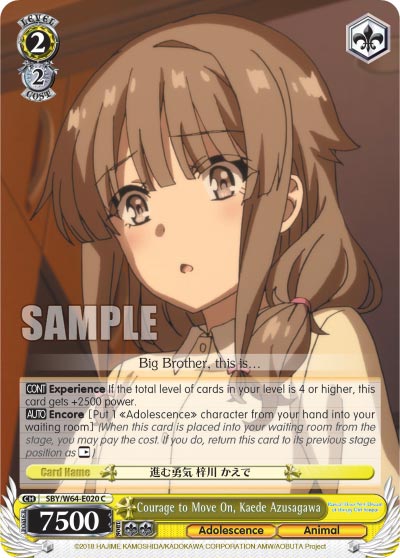 LEVEL
2
2
COST
SAMPLE
Big Brother, this is…
CONT Experience If the total level of cards in your level is 4 or higher, this
card gets +2500 power.
AUTO Encore [Put 1 «Adolescence» character from your hand into your
waiting room] (When this card is placed into your waiting room from the
stage, you may pay the cost. If you do, return this card to its previous stage
position as
Card Name
進む勇気 梓川 かえで
CH SBY/W64-E020 C
Courage to Move On, Kaede Azusagawa
POWER
7500
Adolescence
Animal
©2018 HAJIME KAMOSHIDA/KADOKAWA CORPORATION AMW/AOBUTA Project